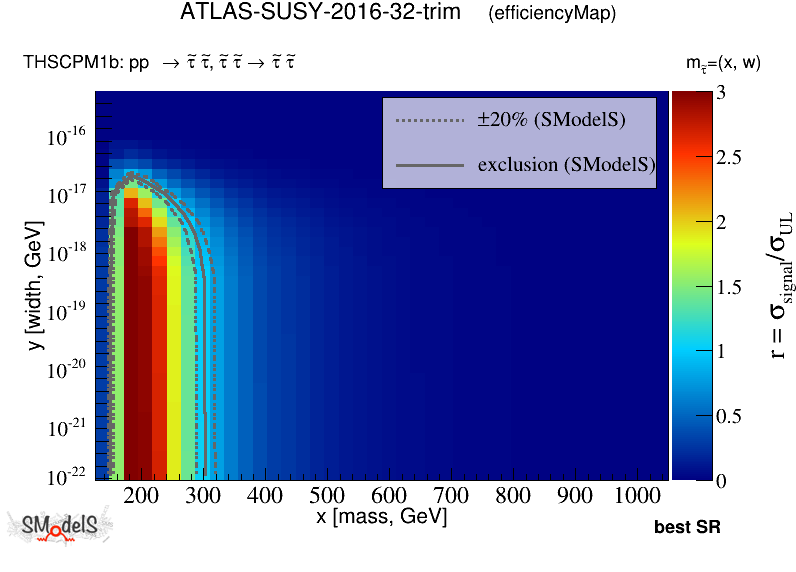 ATLAS-SUSY-2016-32-trim (efficiencyMap)
THSCPM1b: pp → τ̃ τ̃, τ̃ τ̃ → τ̃ τ̃
m_τ̃=(x, w)
±20% (SModelS)
exclusion (SModelS)
y [width, GeV]
10^-16
10^-17
10^-18
10^-19
10^-20
10^-21
10^-22
200 300 400 500 600 700 800 900 1000
x [mass, GeV]
3
2.5
2
1.5
1
0.5
0
r = σ_signal/σ_UL
SModelS
best SR